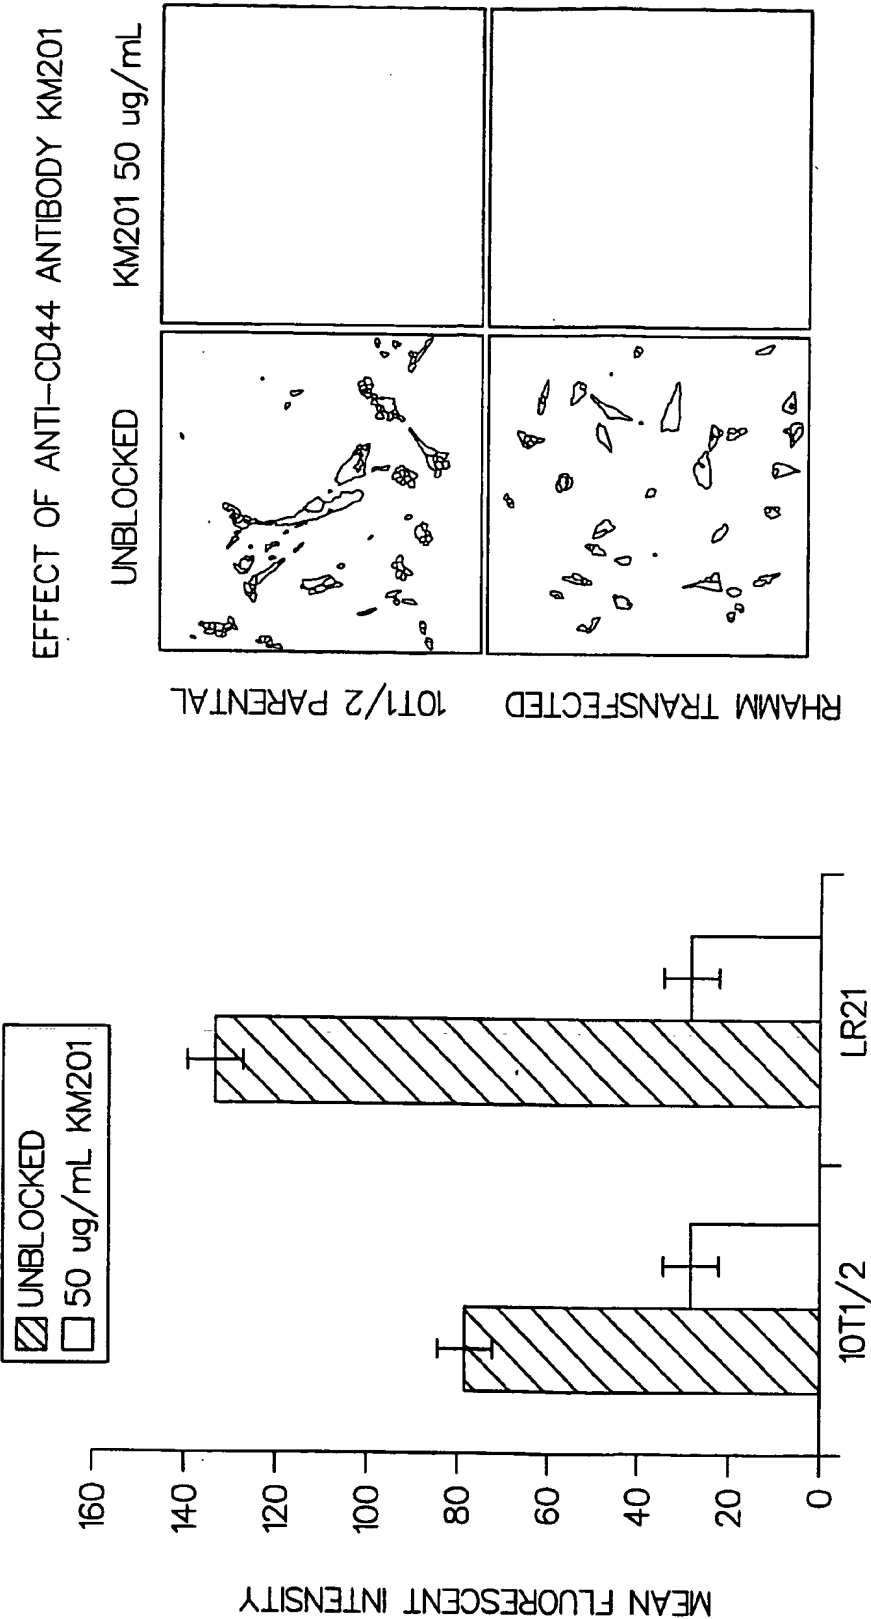 EFFECT OF ANTI-CD44 ANTIBODY KM201
UNBLOCKED
KM201 50 ug/mL
10T1/2 PARENTAL
RHAMM TRANSFECTED
UNBLOCKED
50 ug/mL KM201
MEAN FLUORESCENT INTENSITY
160
140
120
100
80
60
40
20
0
10T1/2
LR21